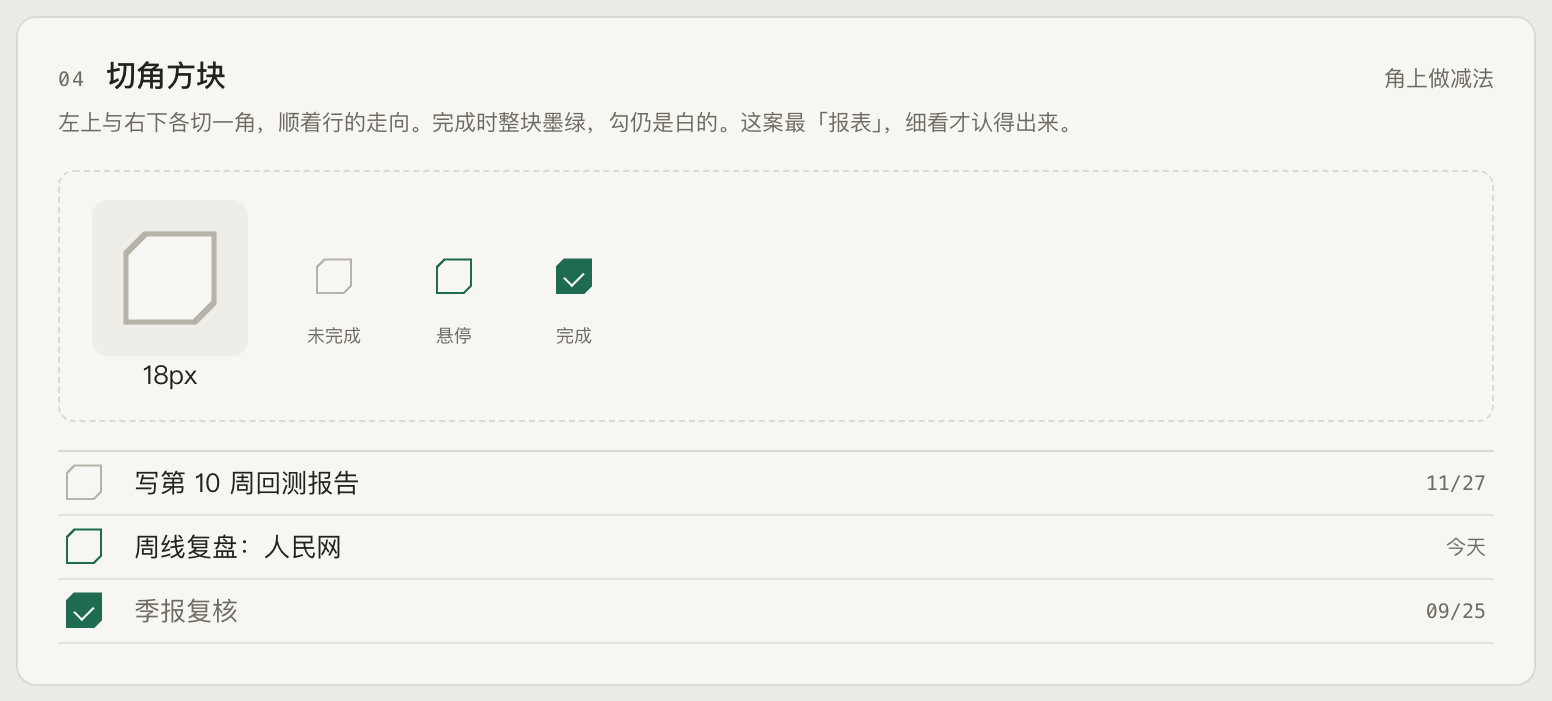 04 切角方块 角上做减法
左上与右下各切一角，顺着行的走向。完成时整块墨绿，勾仍是白的。这案最「报表」，细看才认得出来。
未完成 悬停 完成
18px
写第 10 周回测报告 11/27
周线复盘：人民网 今天
季报复核 09/25